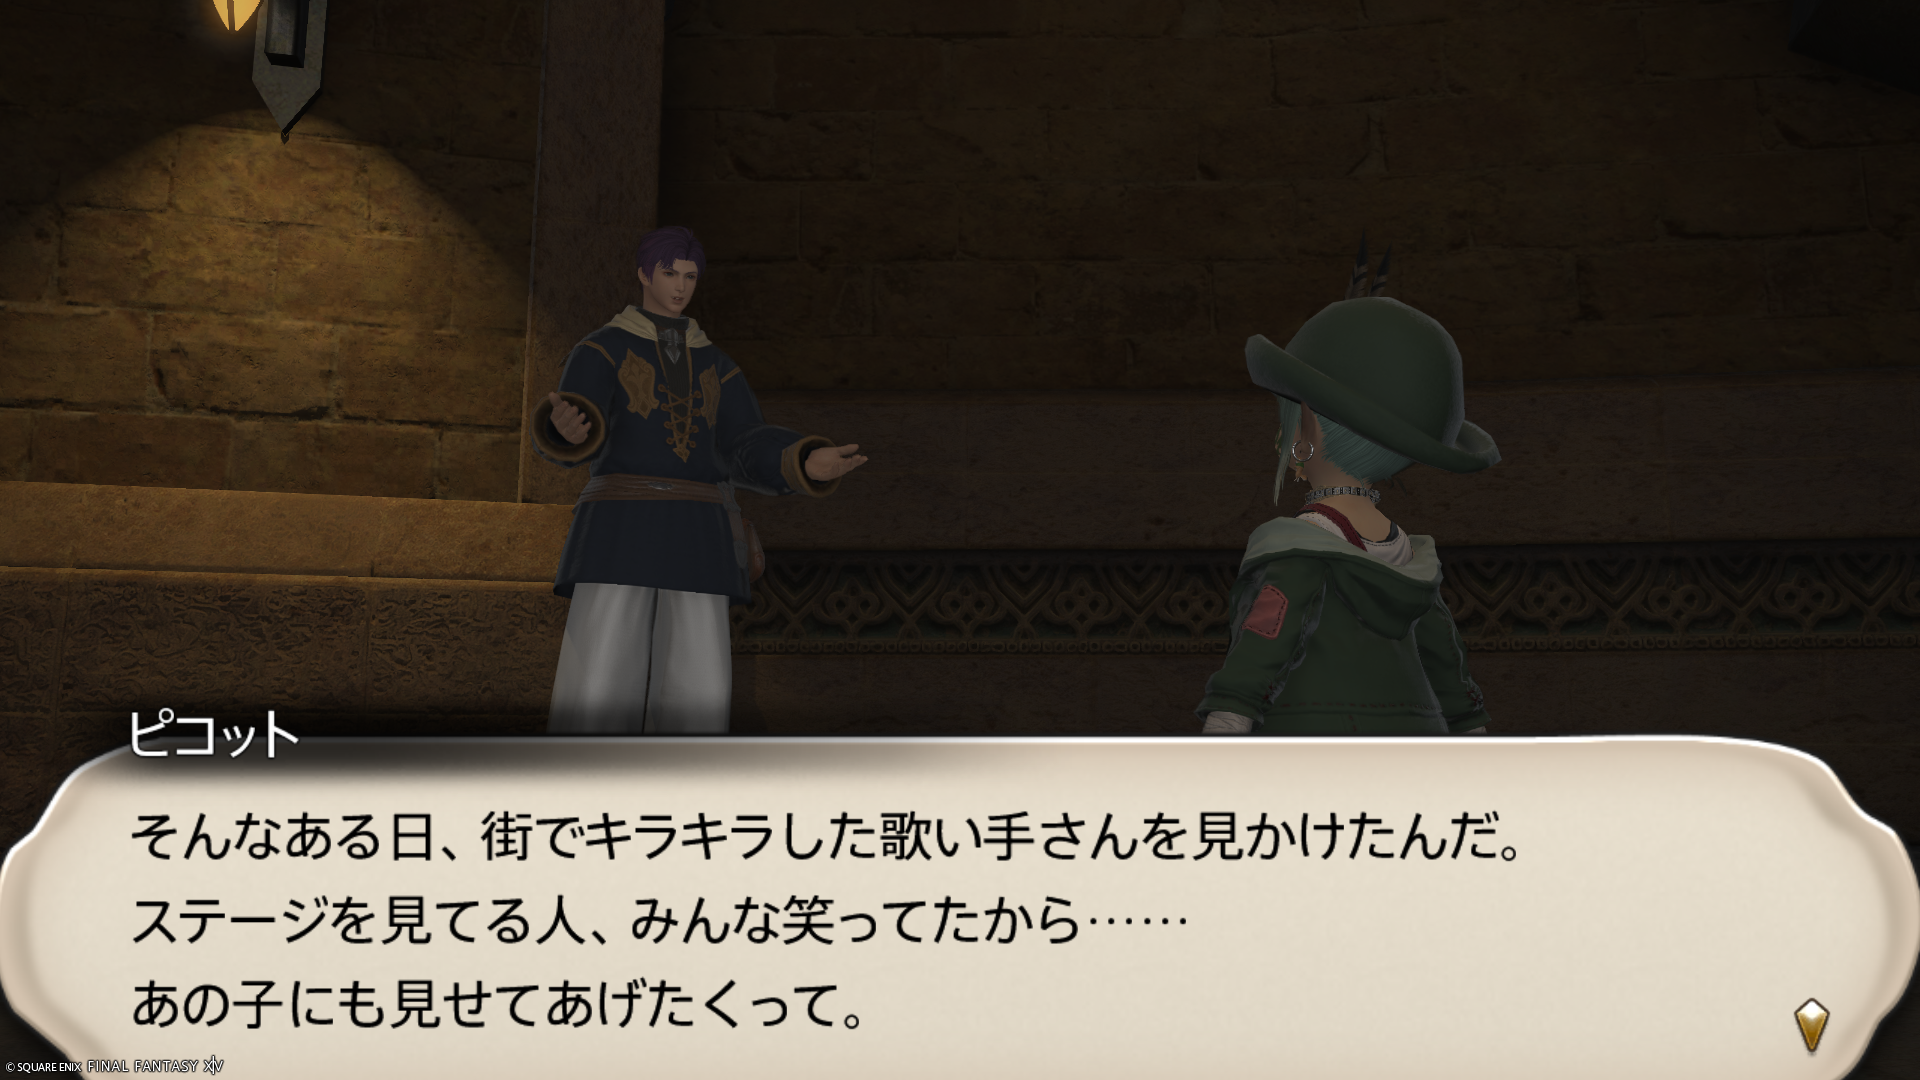 ピコット
そんなある日、街でキラキラした歌い手さんを見かけたんだ。
ステージを見てる人、みんな笑ってたから……
あの子にも見せてあげたくって。
© SQUARE ENIX FINAL FANTASY XIV